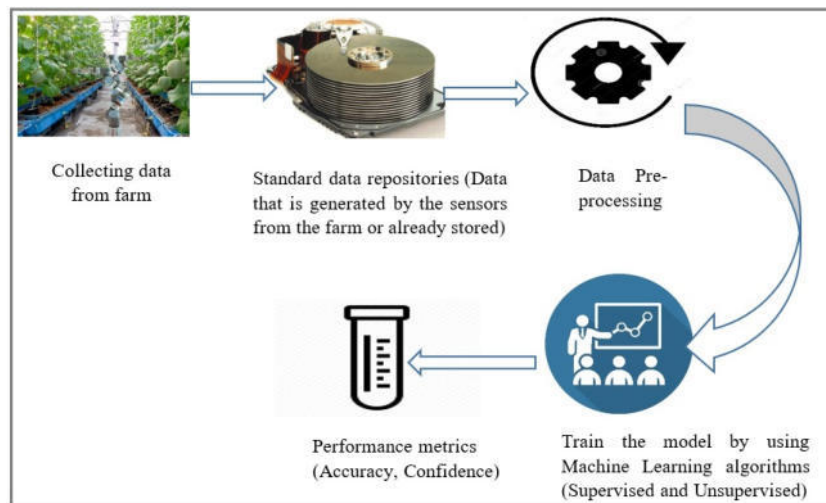 Collecting data
from farm
Standard data repositories (Data
that is generated by the sensors
from the farm or already stored)
Data Pre-
processing
Performance metrics
(Accuracy, Confidence)
Train the model by using
Machine Learning algorithms
(Supervised and Unsupervised)